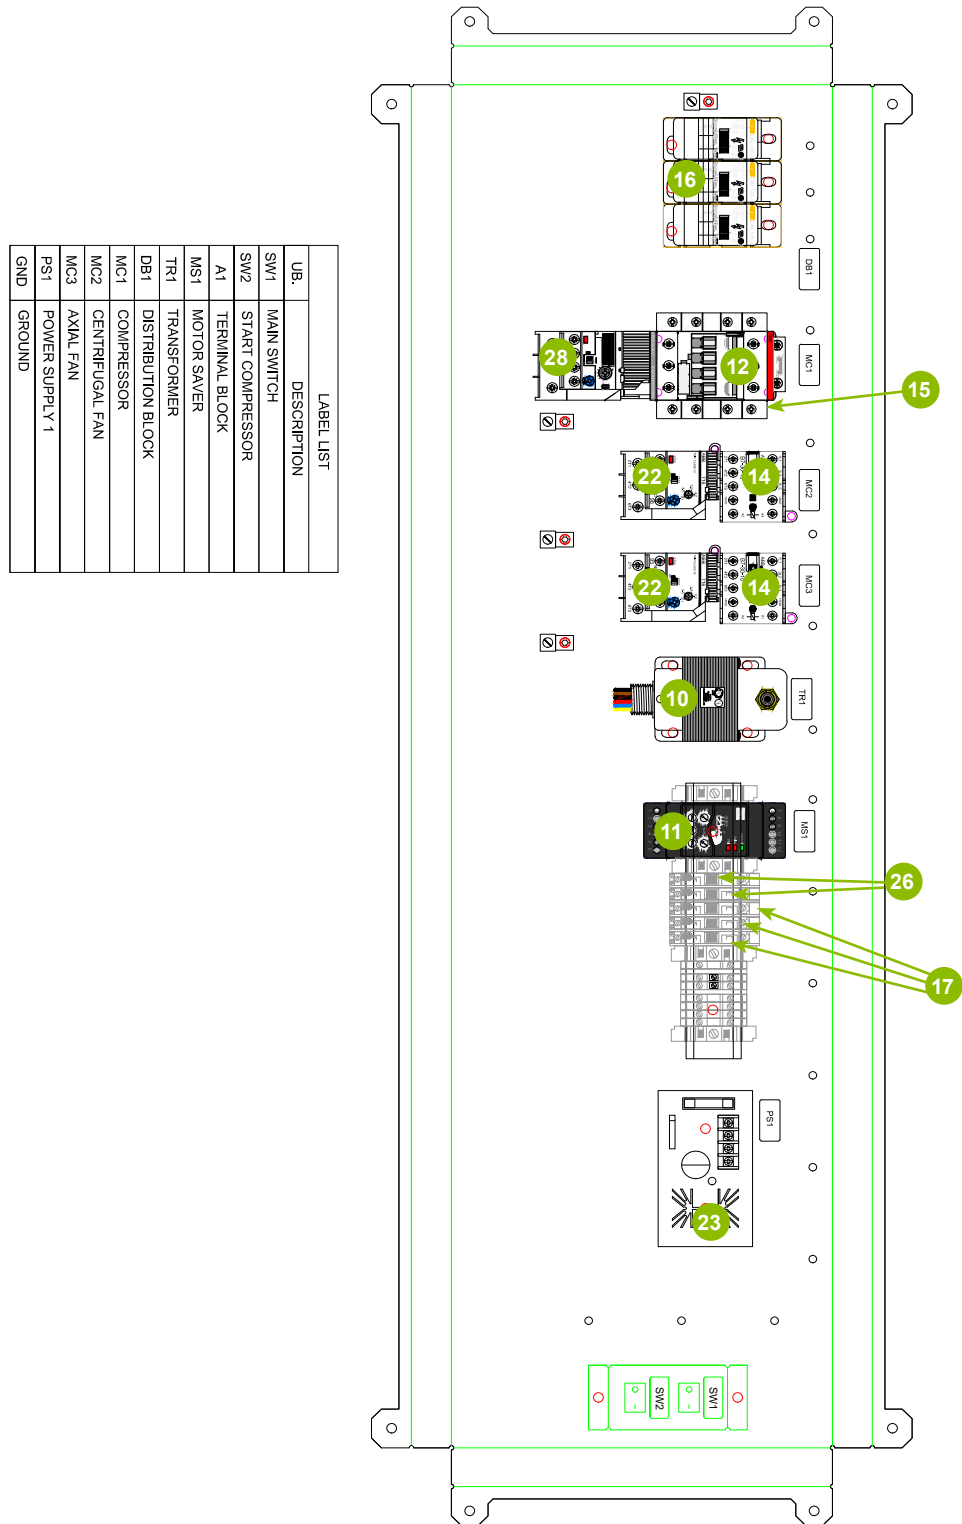 LABEL LIST
UB. DESCRIPTION
SW1 MAIN SWITCH
SW2 START COMPRESSOR
A1 TERMINAL BLOCK
MS1 MOTOR SAVER
TR1 TRANSFORMER
DB1 DISTRIBUTION BLOCK
MC1 COMPRESSOR
MC2 CENTRIFUGAL FAN
MC3 AXIAL FAN
PS1 POWER SUPPLY 1
GND GROUND
16
DB1
28
12
MC1
15
22
14
MC2
22
14
MC3
10
TR1
11
MS1
26
17
PS1
23
SW2
SW1